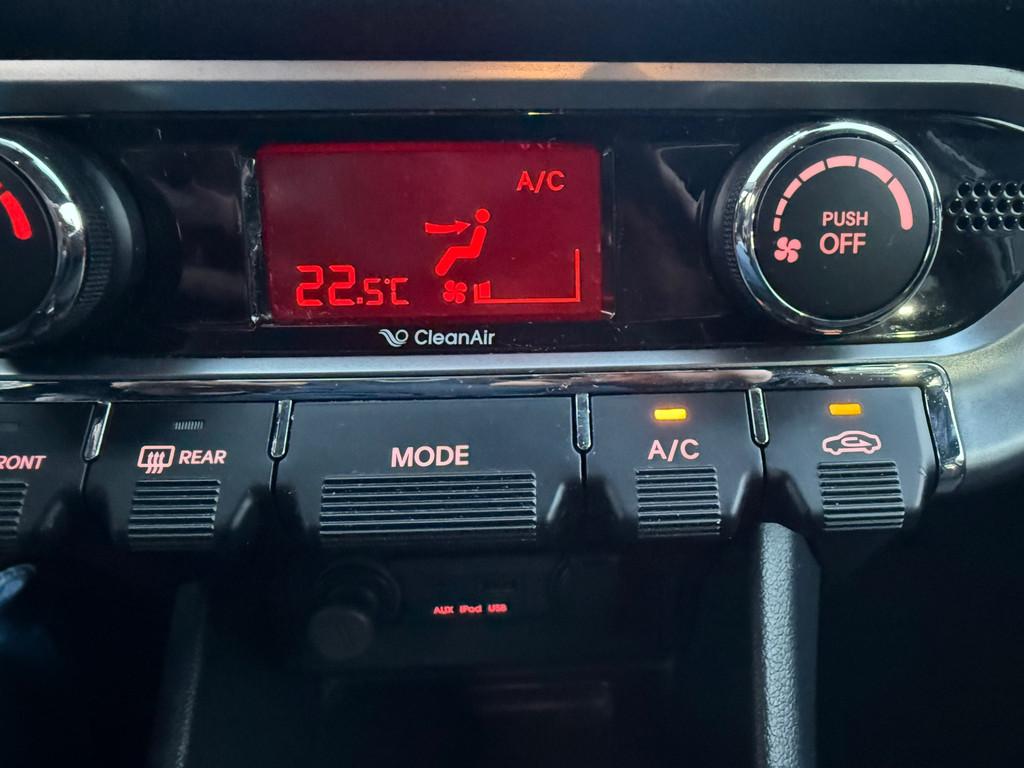 A/C
22.5°C
PUSH
OFF
CleanAir
RONT
REAR
MODE
A/C
AUX iPod USB